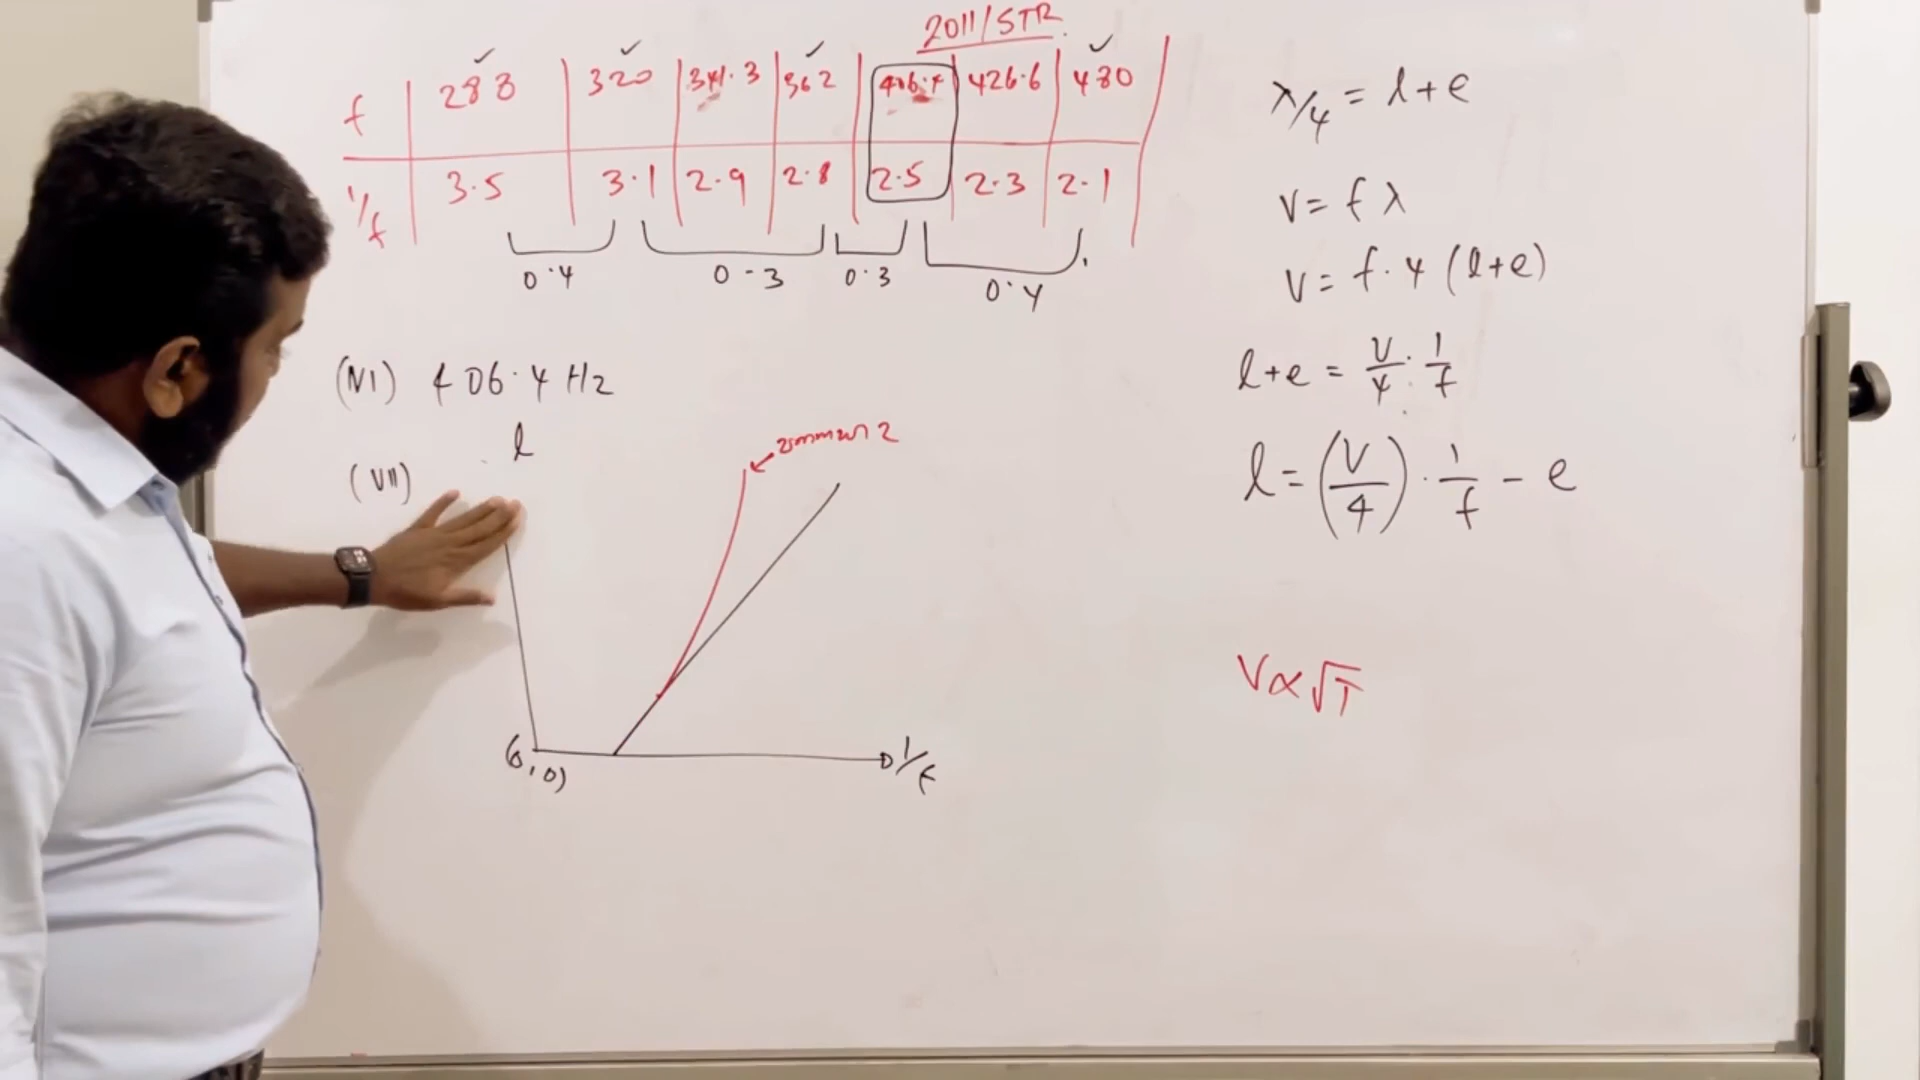 2011/STR
f 288 320 341.3 362 406.4 426.6 480
1/f 3.5 3.1 2.9 2.8 2.5 2.3 2.1
0.4 0-3 0.3 0.4
(VI) 406.4 Hz
(VII)
l
2
(0,0)
1/f
λ/4 = l+e
V = f λ
V = f. 4 (l+e)
l+e = V/4 . 1/f
l = (V/4) . 1/f - e
V ∝ √T